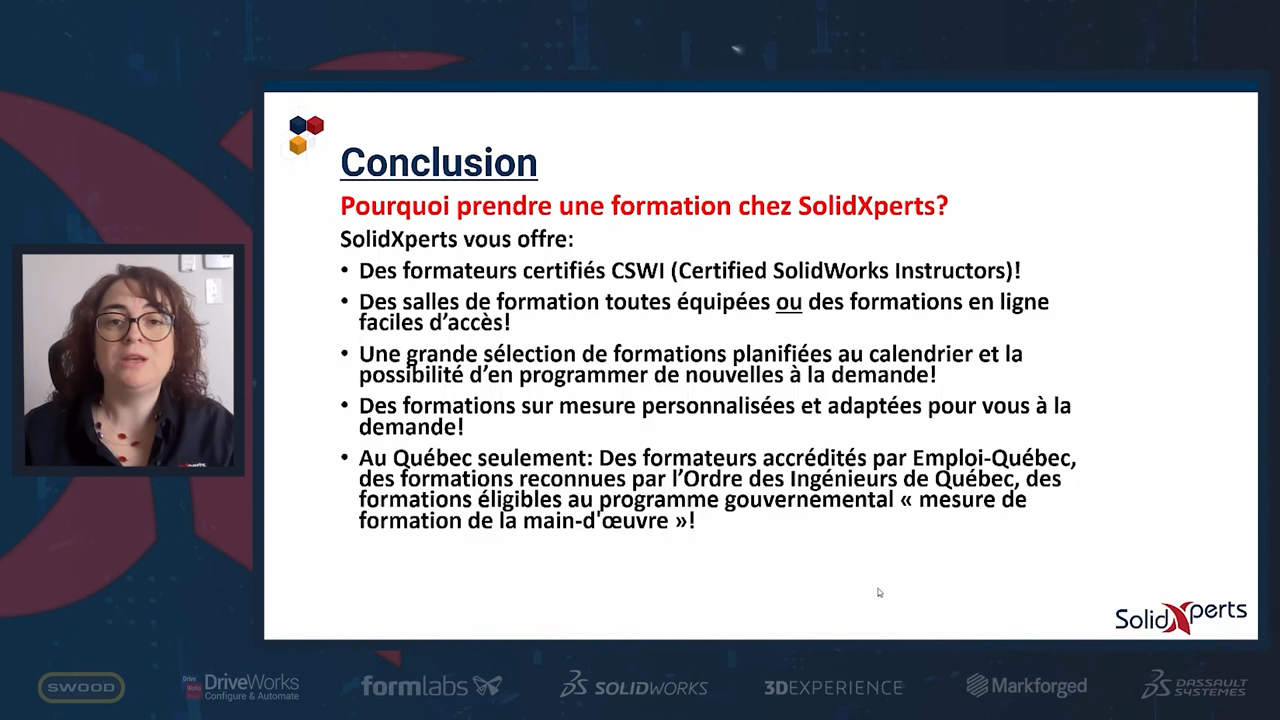 Conclusion
Pourquoi prendre une formation chez SolidXperts?
SolidXperts vous offre:
• Des formateurs certifiés CSWI (Certified SolidWorks Instructors)!
• Des salles de formation toutes équipées ou des formations en ligne
faciles d’accès!
• Une grande sélection de formations planifiées au calendrier et la
possibilité d’en programmer de nouvelles à la demande!
• Des formations sur mesure personnalisées et adaptées pour vous à la
demande!
• Au Québec seulement: Des formateurs accrédités par Emploi-Québec,
des formations reconnues par l’Ordre des Ingénieurs de Québec, des
formations éligibles au programme gouvernemental « mesure de
formation de la main-d'œuvre »!
SolidXperts
SWOOD
Drive
Works
DriveWorks
Configure & Automate
formlabs
SOLIDWORKS
3DEXPERIENCE
Markforged
DASSAULT
SYSTEMES